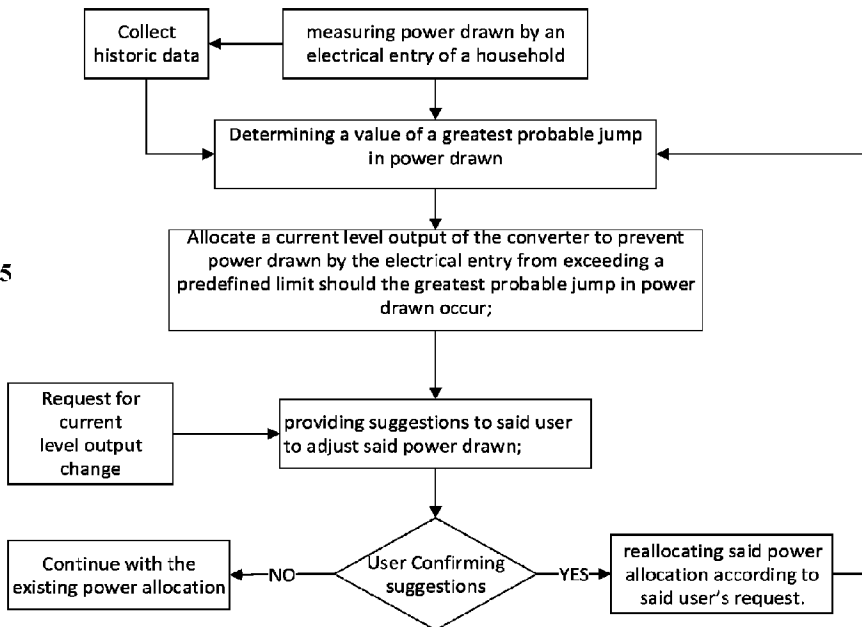 Collect
historic data
measuring power drawn by an
electrical entry of a household
Determining a value of a greatest probable jump
in power drawn
Allocate a current level output of the converter to prevent
power drawn by the electrical entry from exceeding a
predefined limit should the greatest probable jump in power
drawn occur;
5
Request for
current
level output
change
providing suggestions to said user
to adjust said power drawn;
User Confirming
suggestions
NO
Continue with the
existing power allocation
YES
reallocating said power
allocation according to
said user's request.